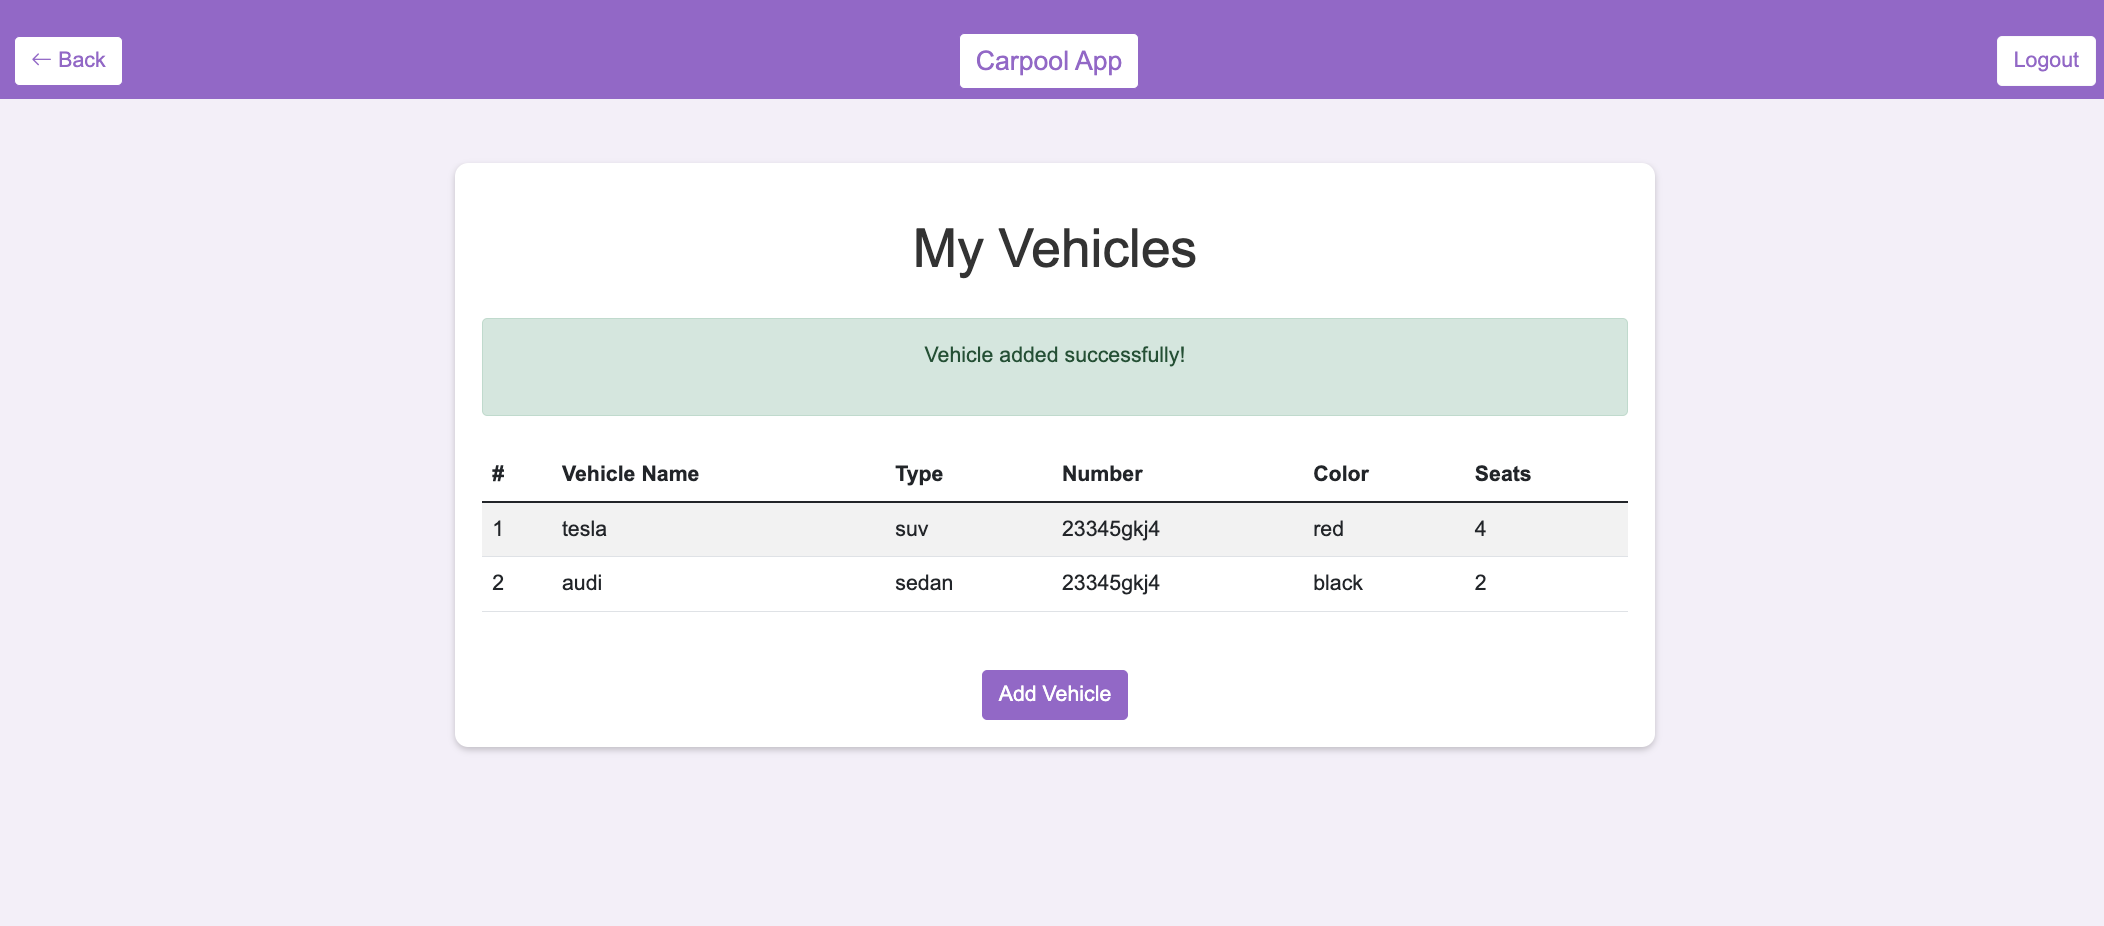 ← Back
Carpool App
Logout
My Vehicles
Vehicle added successfully!
# Vehicle Name Type Number Color Seats
1 tesla suv 23345gkj4 red 4
2 audi sedan 23345gkj4 black 2
Add Vehicle